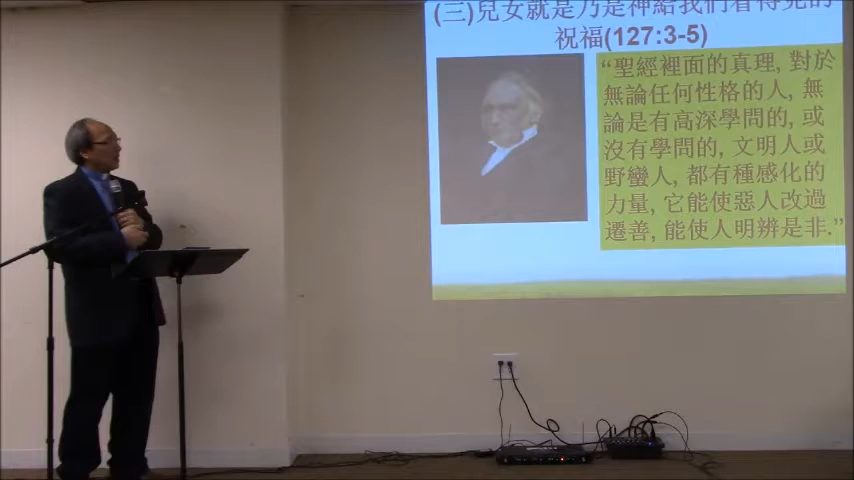 (三)兒女就是乃是神給我們看得見的
祝福(127:3-5)
“聖經裡面的真理, 對於
無論任何性格的人, 無
論是有高深學問的, 或
沒有學問的, 文明人或
野蠻人, 都有種感化的
力量, 它能使惡人改過
遷善, 能使人明辨是非.”